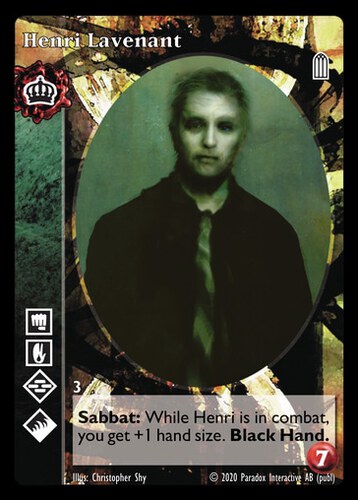 Henri Lavenant
3
Sabbat: While Henri is in combat,
you get +1 hand size. Black Hand.
7
Illus: Christopher Shy © 2020 Paradox Interactive AB (publ)